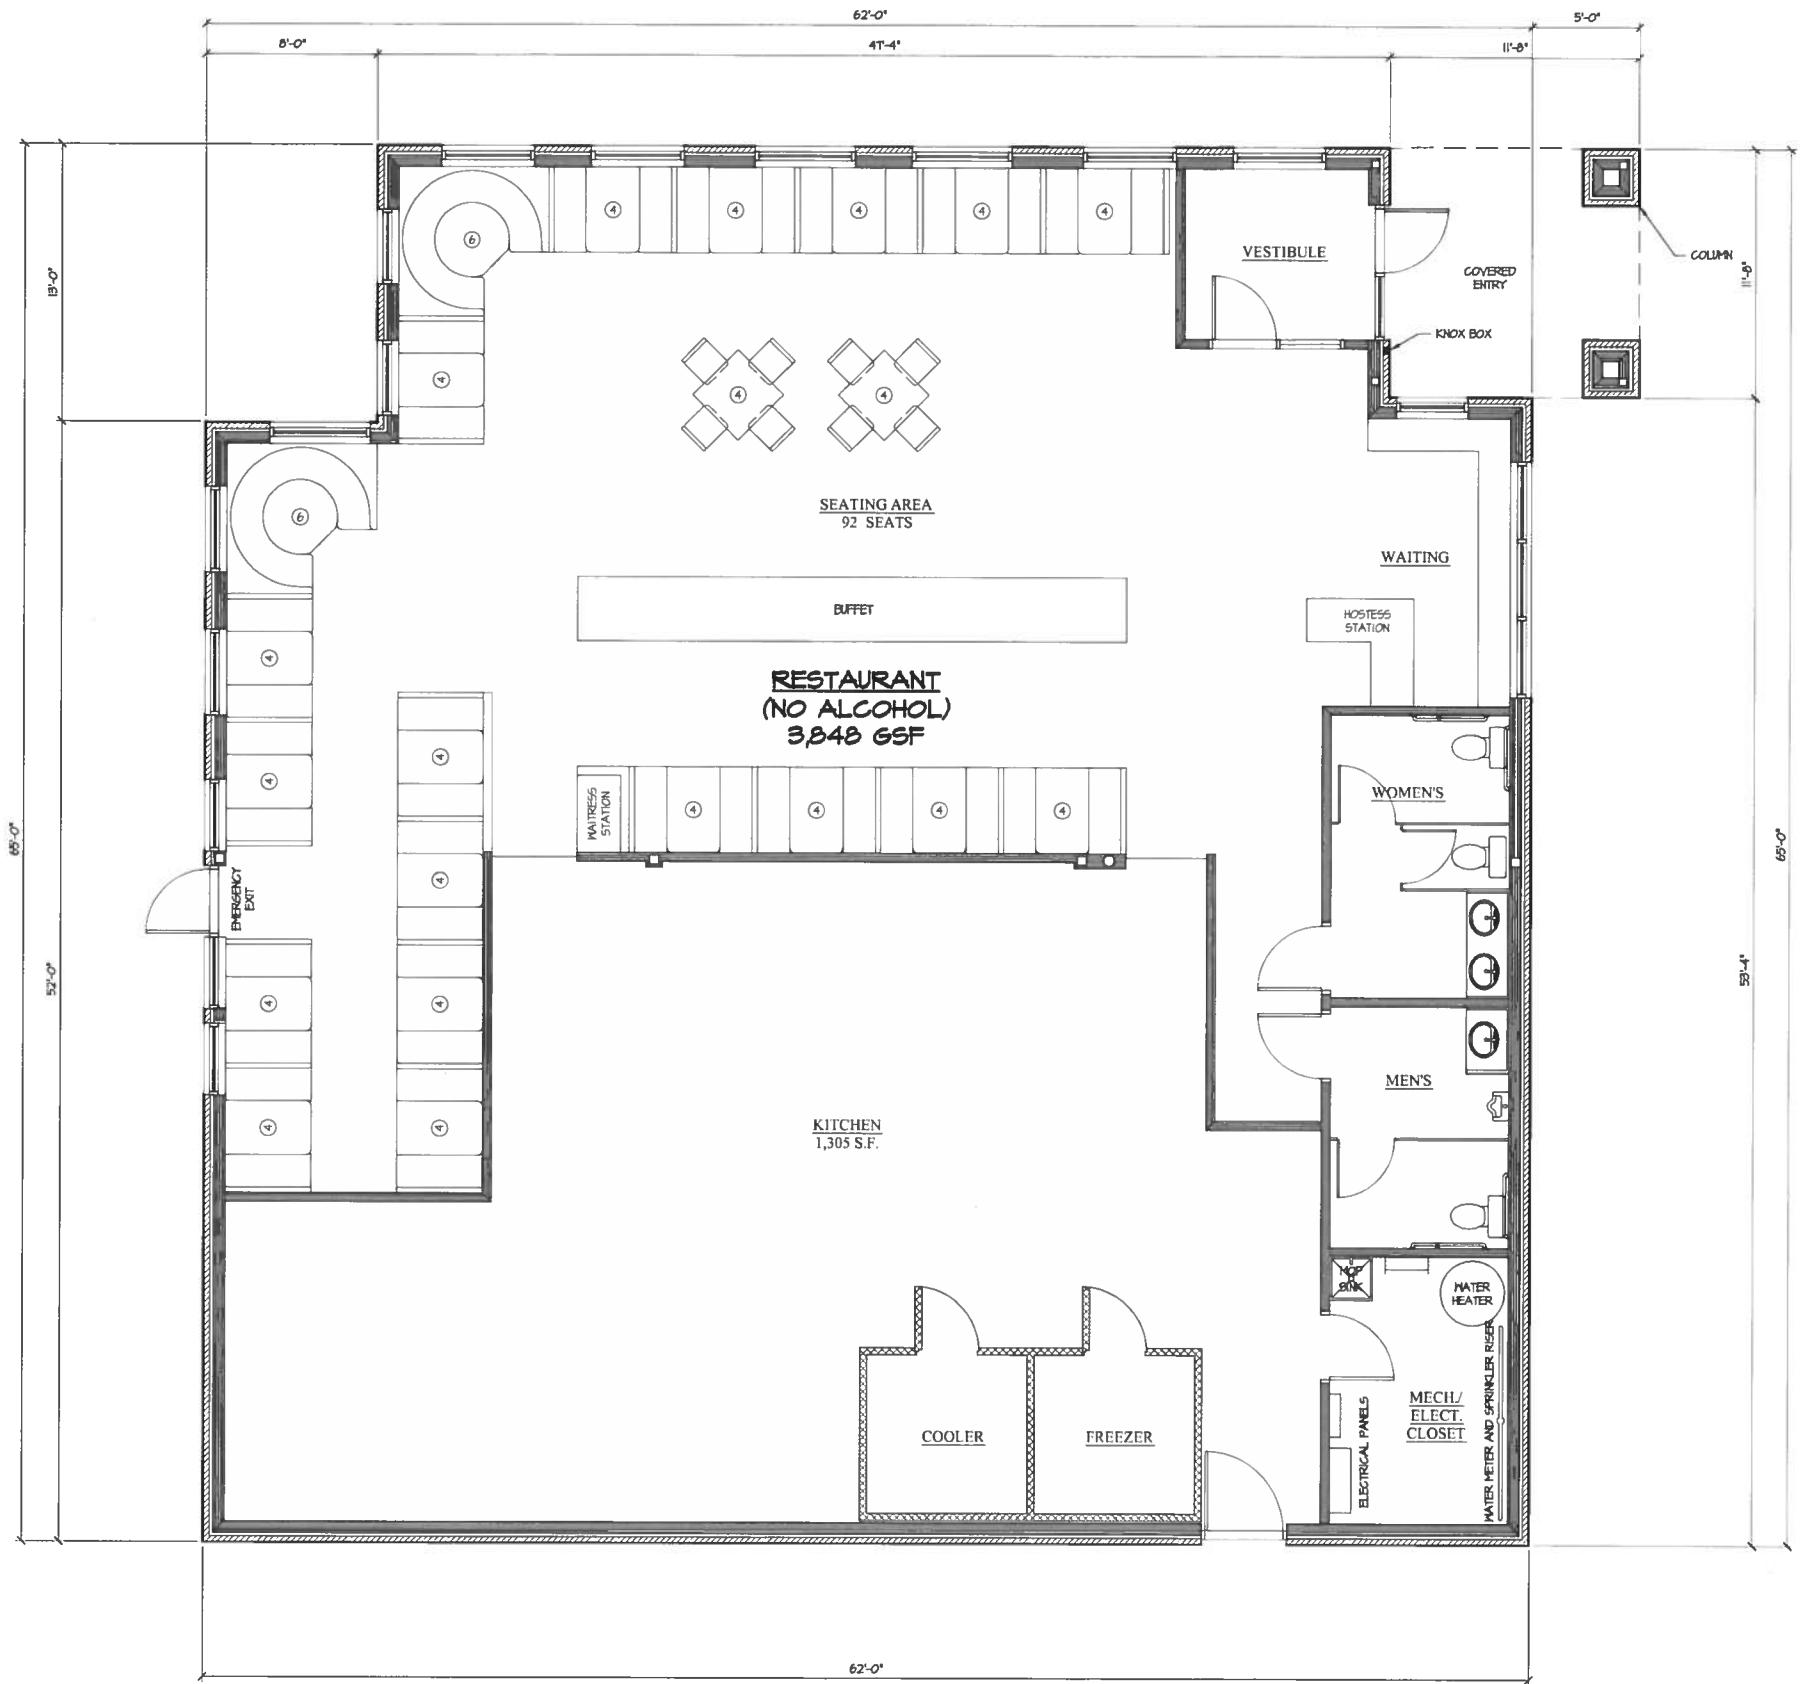 62'-0"
5'-0"
8'-0"
47'-4"
11'-8"
4
4
4
4
4
6
VESTIBULE
COLUMN
13'-0"
COVERED
ENTRY
11'-8"
KNOX BOX
4
4
4
SEATING AREA
92 SEATS
6
WAITING
BUFFET
HOSTESS
STATION
4
RESTAURANT
(NO ALCOHOL)
3,848 GSF
4
4
WOMEN'S
WAITRESS
STATION
4
4
4
4
65'-0"
65'-0"
4
EMERGENCY
EXIT
52'-0"
53'-4"
4
4
MEN'S
4
4
KITCHEN
1,305 S.F.
MOP
SINK
WATER
HEATER
WATER METER AND SPRINKLER RISER
MECH./
ELECT.
CLOSET
ELECTRICAL PANELS
COOLER
FREEZER
62'-0"